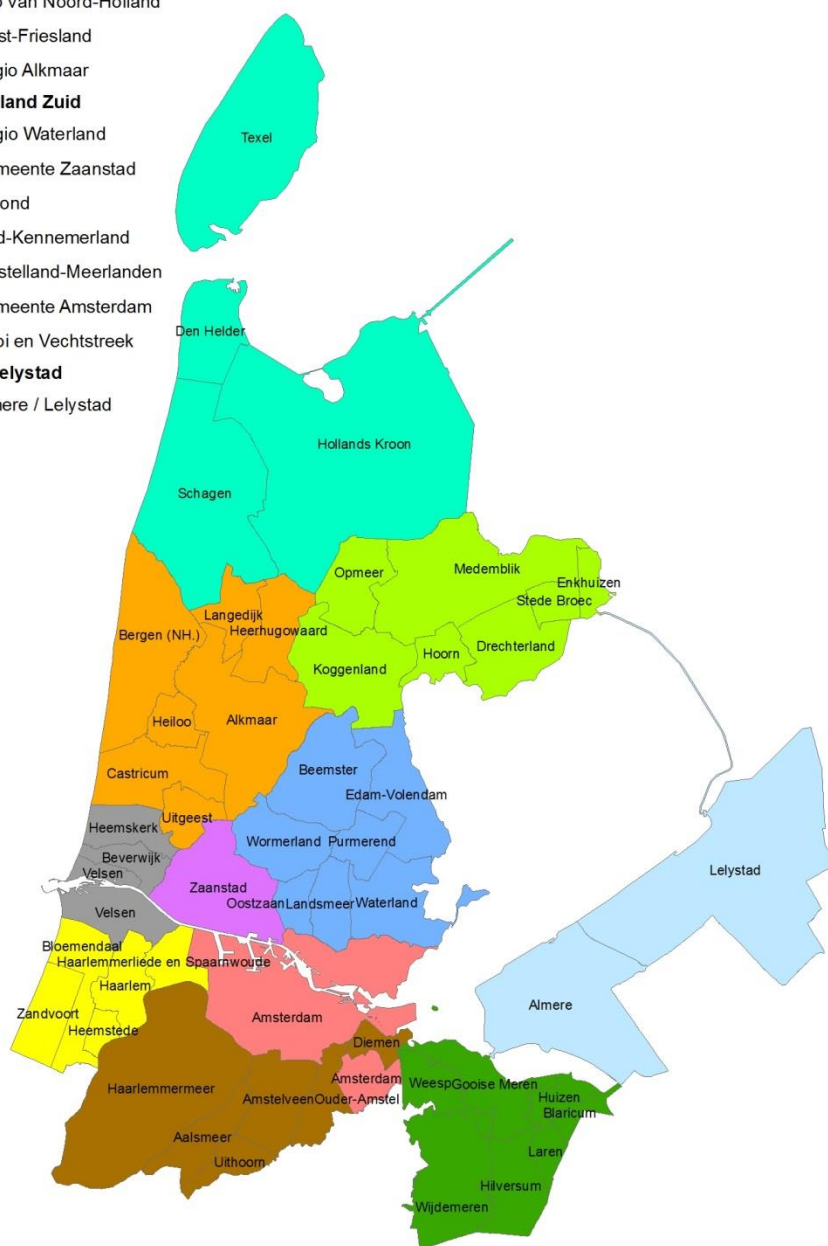 van Noord-Holland
st-Friesland
gio Alkmaar
land Zuid
gio Waterland
meente Zaanstad
ond
d-Kennemerland
stelland-Meerlanden
meente Amsterdam
oi en Vechtstreek
elystad
ere / Lelystad
Texel
Den Helder
Hollands Kroon
Schagen
Opmeer
Medemblik
Enkhuizen
Stede Broec
Langedijk
Heerhugowaard
Bergen (NH.)
Hoorn
Drechterland
Koggenland
Heiloo
Alkmaar
Castricum
Beemster
Edam-Volendam
Uitgeest
Heemskerk
Wormerland
Purmerend
Beverwijk
Velsen
Zaanstad
Oostzaan
Landsmeer
Waterland
Lelystad
Velsen
Bloemendaal
Haarlemmerliede en Spaarnwoude
Haarlem
Zandvoort
Heemstede
Amsterdam
Almere
Diemen
Amsterdam
Weesp
Gooise Meren
Haarlemmermeer
Amstelveen
Ouder-Amstel
Huizen
Blaricum
Aalsmeer
Laren
Uithoorn
Hilversum
Wijdemeren